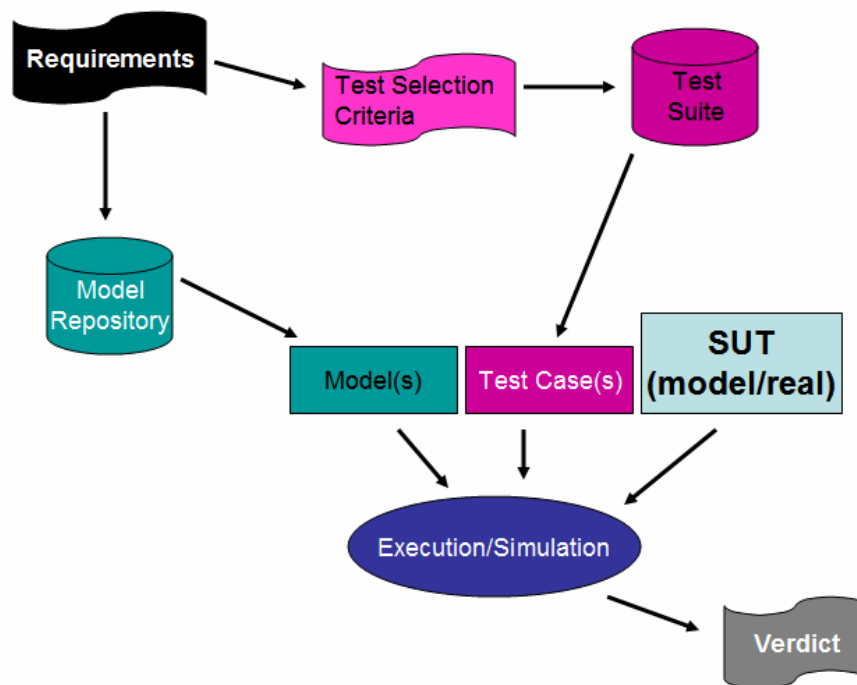 Requirements
Test Selection
Criteria
Test
Suite
Model
Repository
Model(s)
Test Case(s)
SUT
(model/real)
Execution/Simulation
Verdict